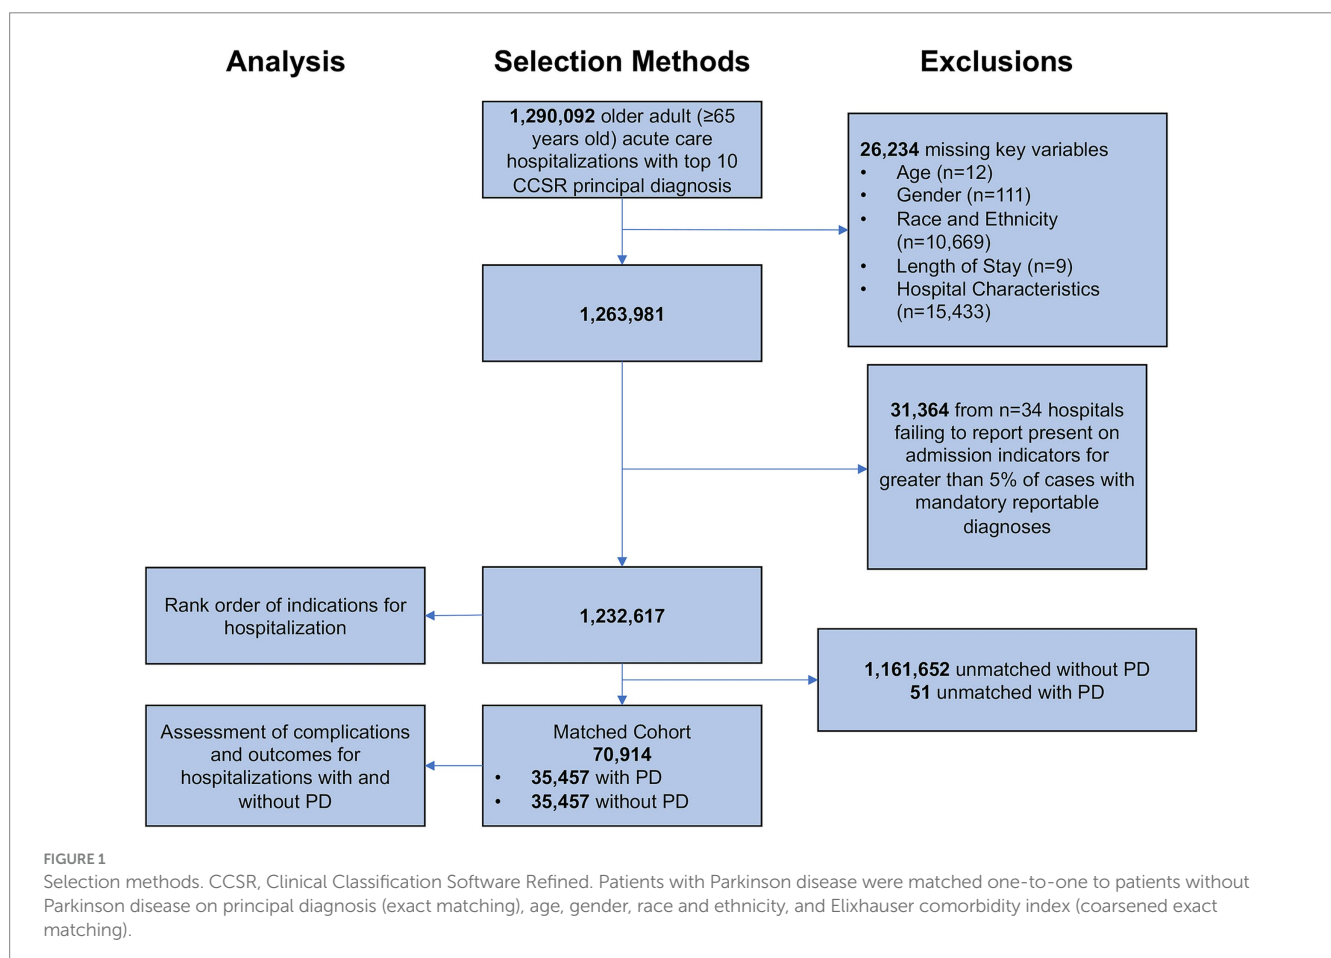 Analysis
Selection Methods
Exclusions
1,290,092 older adult (≥65
years old) acute care
hospitalizations with top 10
CCSR principal diagnosis
26,234 missing key variables
• Age (n=12)
• Gender (n=111)
• Race and Ethnicity
(n=10,669)
• Length of Stay (n=9)
• Hospital Characteristics
(n=15,433)
1,263,981
31,364 from n=34 hospitals
failing to report present on
admission indicators for
greater than 5% of cases with
mandatory reportable
diagnoses
Rank order of indications for
hospitalization
1,232,617
1,161,652 unmatched without PD
51 unmatched with PD
Assessment of complications
and outcomes for
hospitalizations with and
without PD
Matched Cohort
70,914
• 35,457 with PD
• 35,457 without PD
FIGURE 1
Selection methods. CCSR, Clinical Classification Software Refined. Patients with Parkinson disease were matched one-to-one to patients without
Parkinson disease on principal diagnosis (exact matching), age, gender, race and ethnicity, and Elixhauser comorbidity index (coarsened exact
matching).